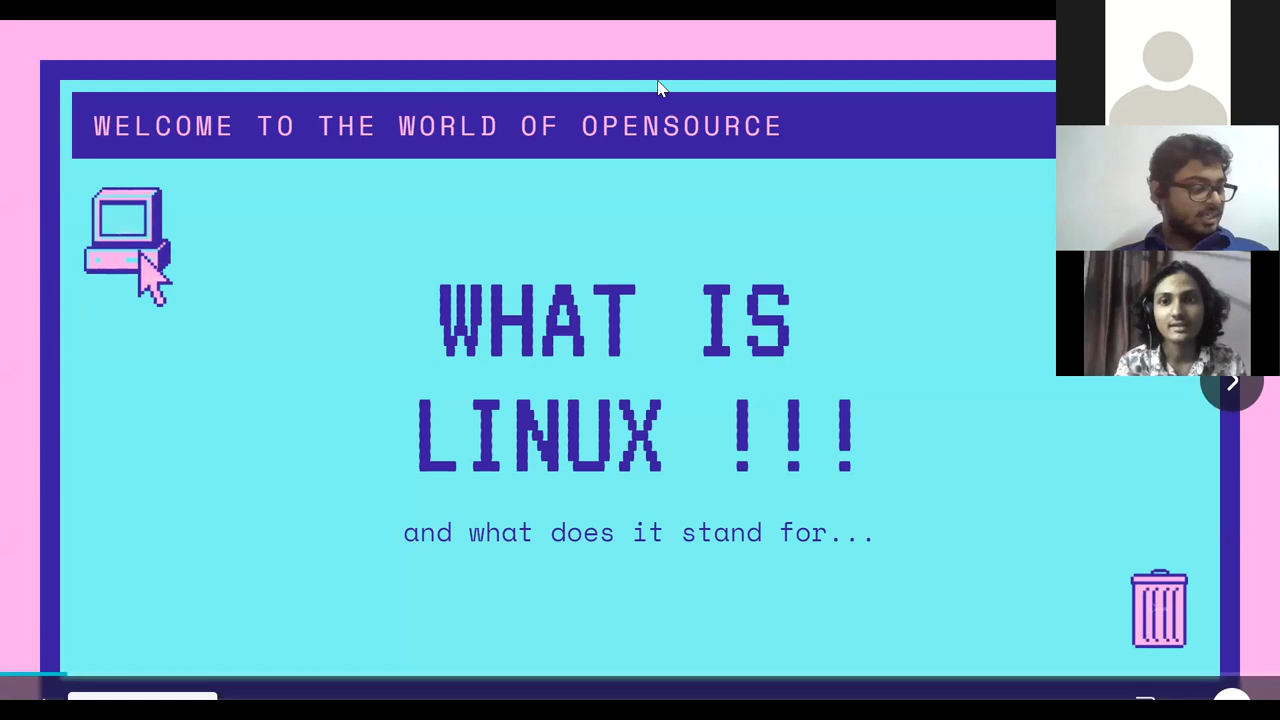 WELCOME TO THE WORLD OF OPENSOURCE
WHAT IS
LINUX !!!
and what does it stand for...